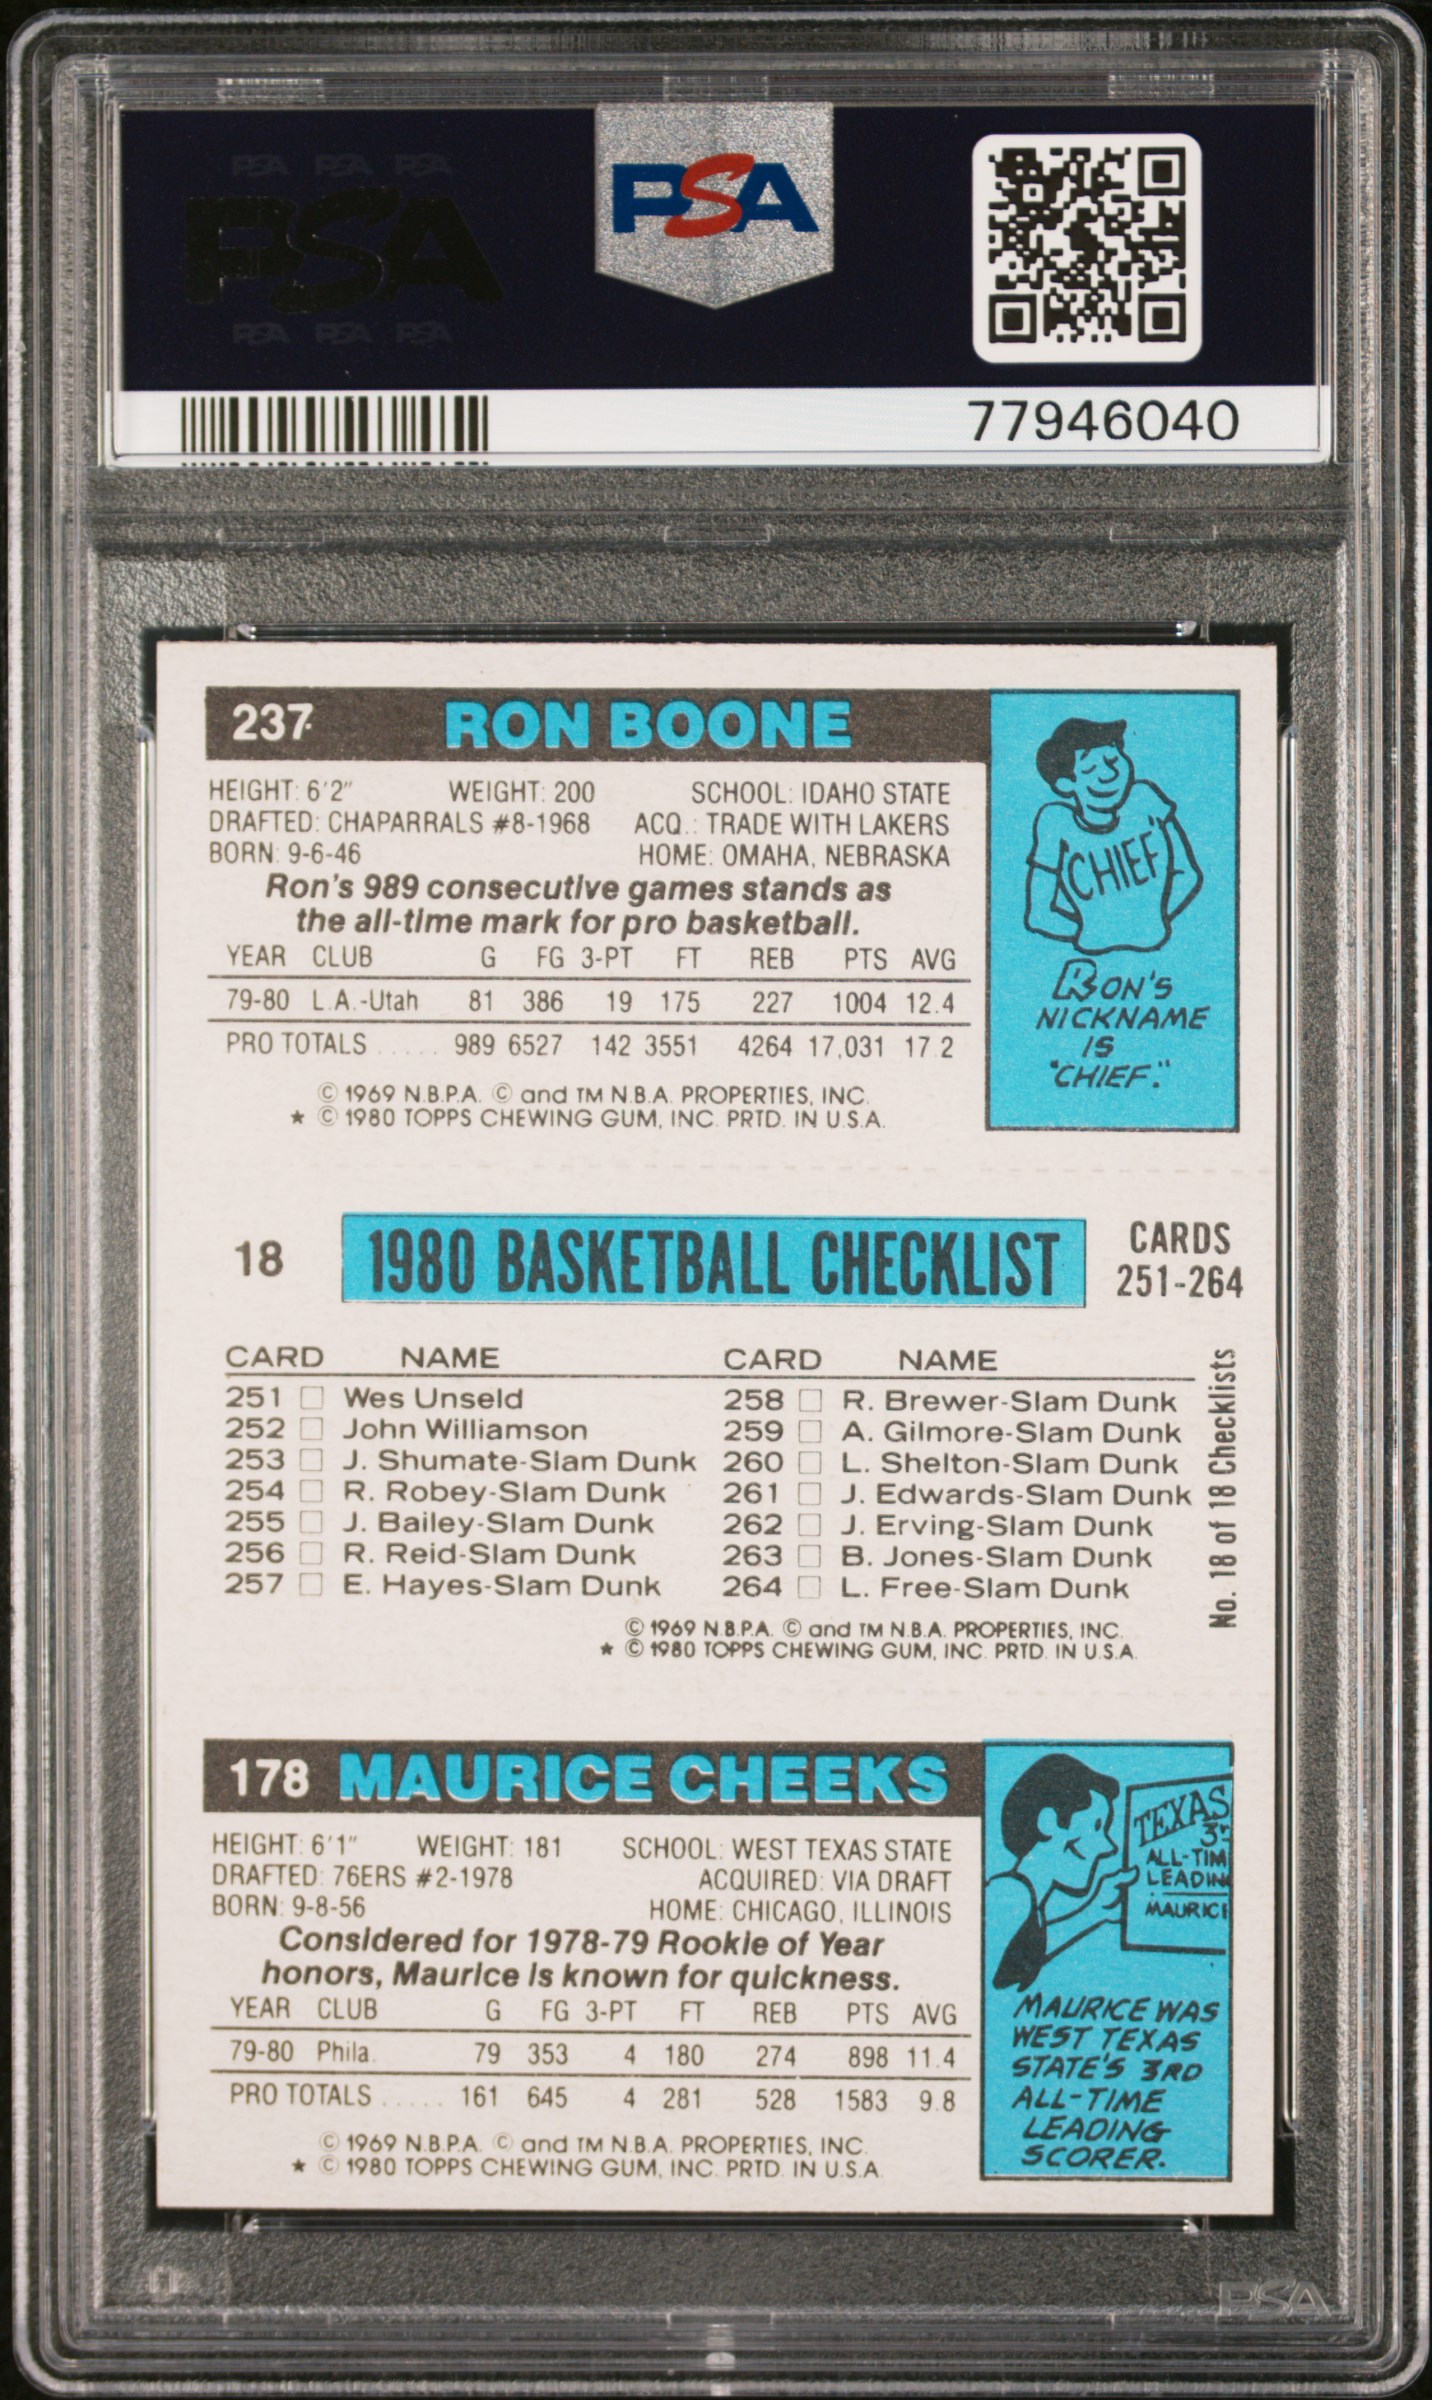 PSA PSA PSA
PSA
PSA PSA PSA
PSA
77946040
237 RON BOONE
HEIGHT: 6'2" WEIGHT: 200 SCHOOL: IDAHO STATE
DRAFTED: CHAPARRALS #8-1968 ACQ.: TRADE WITH LAKERS
BORN: 9-6-46 HOME: OMAHA, NEBRASKA
Ron's 989 consecutive games stands as
the all-time mark for pro basketball.
YEAR CLUB G FG 3-PT FT REB PTS AVG
79-80 L.A.-Utah 81 386 19 175 227 1004 12.4
PRO TOTALS ..... 989 6527 142 3551 4264 17,031 17.2
© 1969 N.B.P.A. © and TM N.B.A. PROPERTIES, INC.
★ © 1980 TOPPS CHEWING GUM, INC. PRTD. IN U.S.A.
"CHIEF"
RON'S
NICKNAME
IS
"CHIEF."
18 1980 BASKETBALL CHECKLIST CARDS
251-264
CARD NAME CARD NAME
251 □ Wes Unseld 258 □ R. Brewer-Slam Dunk
252 □ John Williamson 259 □ A. Gilmore-Slam Dunk
253 □ J. Shumate-Slam Dunk 260 □ L. Shelton-Slam Dunk
254 □ R. Robey-Slam Dunk 261 □ J. Edwards-Slam Dunk
255 □ J. Bailey-Slam Dunk 262 □ J. Erving-Slam Dunk
256 □ R. Reid-Slam Dunk 263 □ B. Jones-Slam Dunk
257 □ E. Hayes-Slam Dunk 264 □ L. Free-Slam Dunk
No. 18 of 18 Checklists
© 1969 N.B.P.A. © and TM N.B.A. PROPERTIES, INC.
★ © 1980 TOPPS CHEWING GUM, INC. PRTD. IN U.S.A.
178 MAURICE CHEEKS
HEIGHT: 6'1" WEIGHT: 181 SCHOOL: WEST TEXAS STATE
DRAFTED: 76ERS #2-1978 ACQUIRED: VIA DRAFT
BORN: 9-8-56 HOME: CHICAGO, ILLINOIS
Considered for 1978-79 Rookie of Year
honors, Maurice is known for quickness.
YEAR CLUB G FG 3-PT FT REB PTS AVG
79-80 Phila. 79 353 4 180 274 898 11.4
PRO TOTALS ..... 161 645 4 281 528 1583 9.8
© 1969 N.B.P.A. © and TM N.B.A. PROPERTIES, INC.
★ © 1980 TOPPS CHEWING GUM, INC. PRTD. IN U.S.A.
TEXAS
3r
ALL-TIM
LEADIN
MAURICE
MAURICE WAS
WEST TEXAS
STATE'S 3RD
ALL-TIME
LEADING
SCORER.
PSA